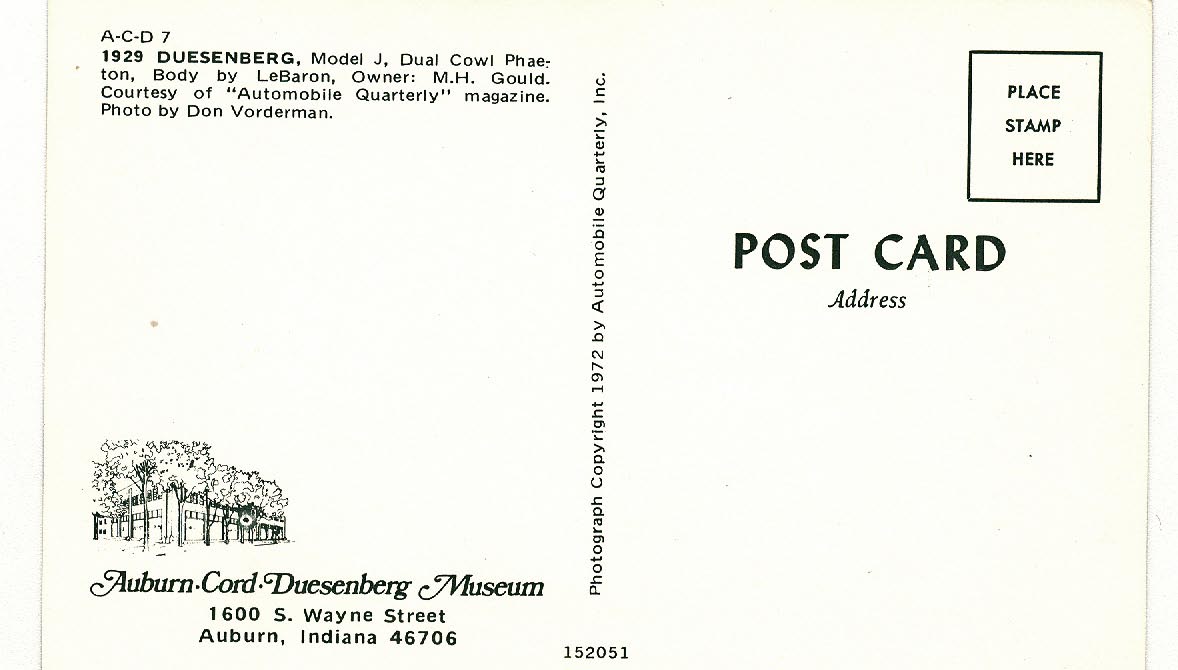 A-C-D 7
1929 DUESENBERG, Model J, Dual Cowl Phae-
ton, Body by LeBaron, Owner: M.H. Gould.
Courtesy of "Automobile Quarterly" magazine.
Photo by Don Vorderman.
Auburn·Cord·Duesenberg Museum
1600 S. Wayne Street
Auburn, Indiana 46706
Photograph Copyright 1972 by Automobile Quarterly, Inc.
152051
PLACE
STAMP
HERE
POST CARD
Address